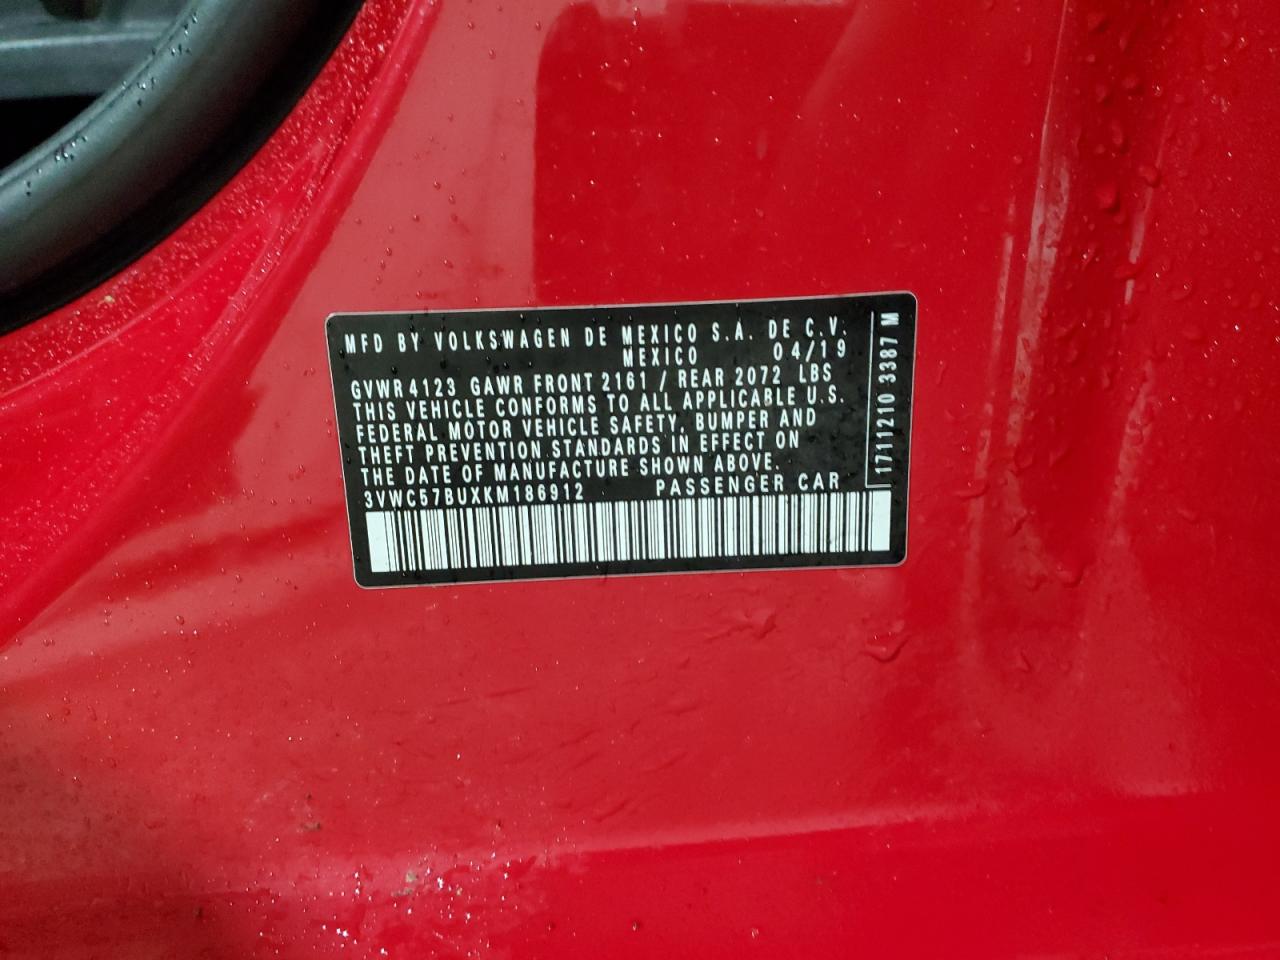 MFD BY VOLKSWAGEN DE MEXICO S.A. DE C.V.
MEXICO 04/19
GVWR 4123 GAWR FRONT 2161 / REAR 2072 LBS
THIS VEHICLE CONFORMS TO ALL APPLICABLE U.S.
FEDERAL MOTOR VEHICLE SAFETY, BUMPER AND
THEFT PREVENTION STANDARDS IN EFFECT ON
THE DATE OF MANUFACTURE SHOWN ABOVE.
3VWC57BUXKM186912 PASSENGER CAR
1711210 3387 M